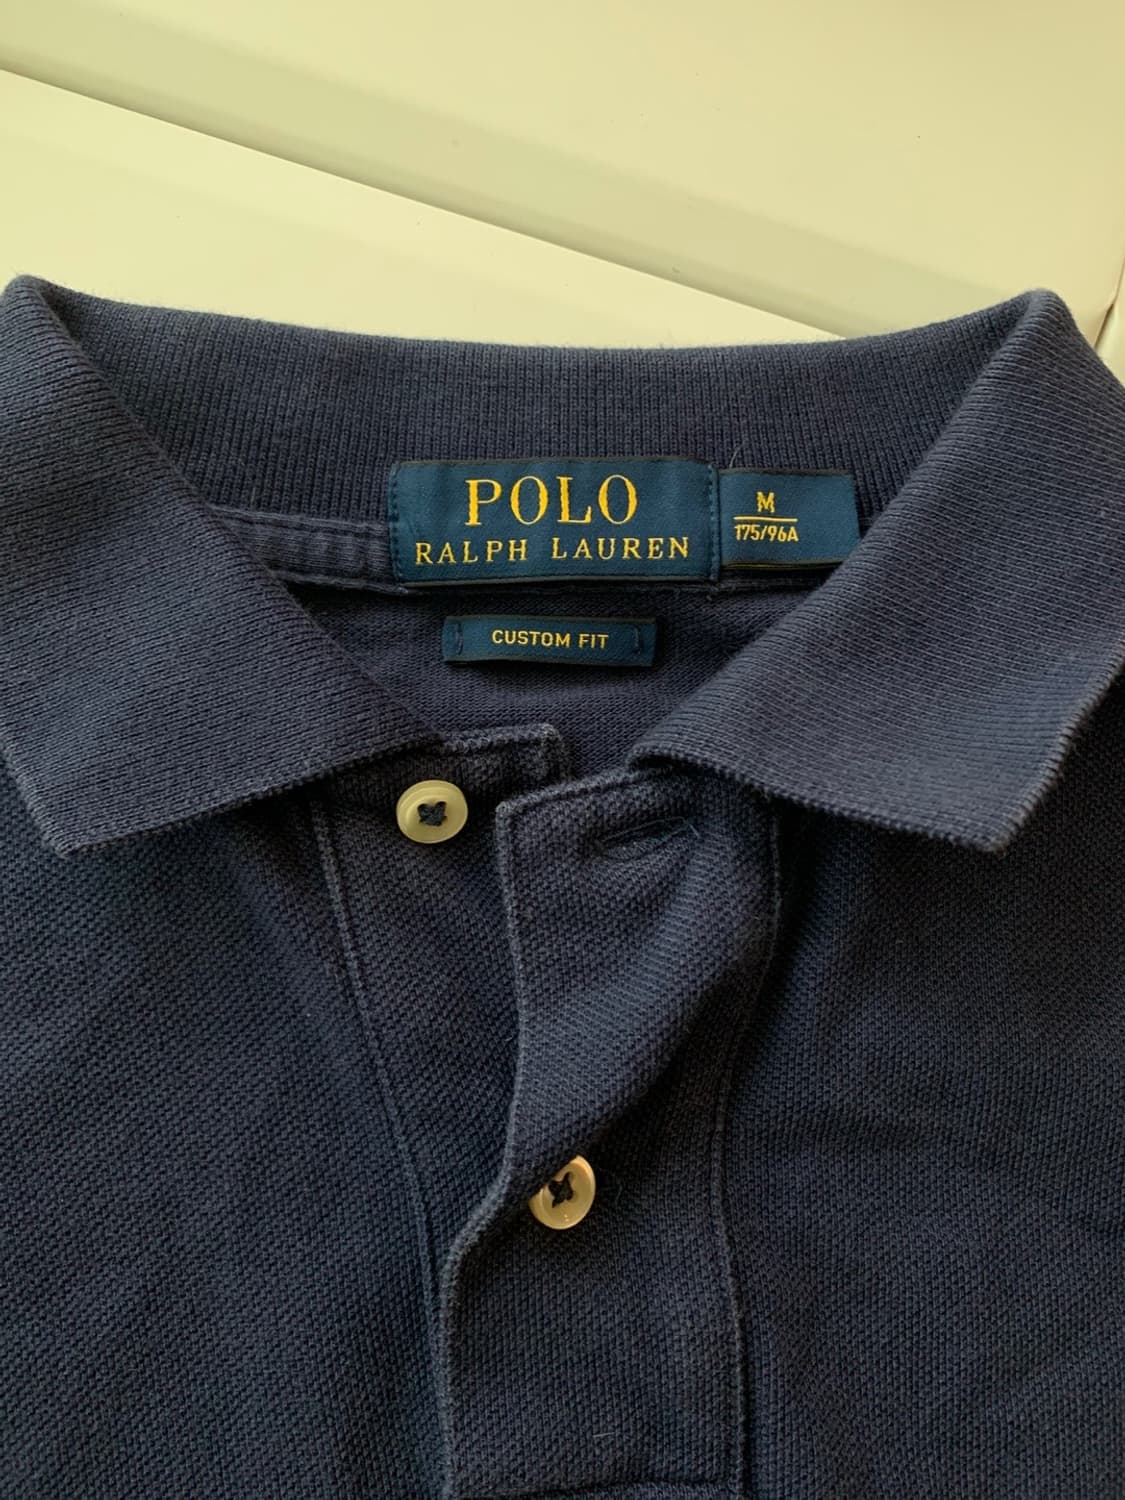 POLO
RALPH LAUREN
M
175/96A
CUSTOM FIT